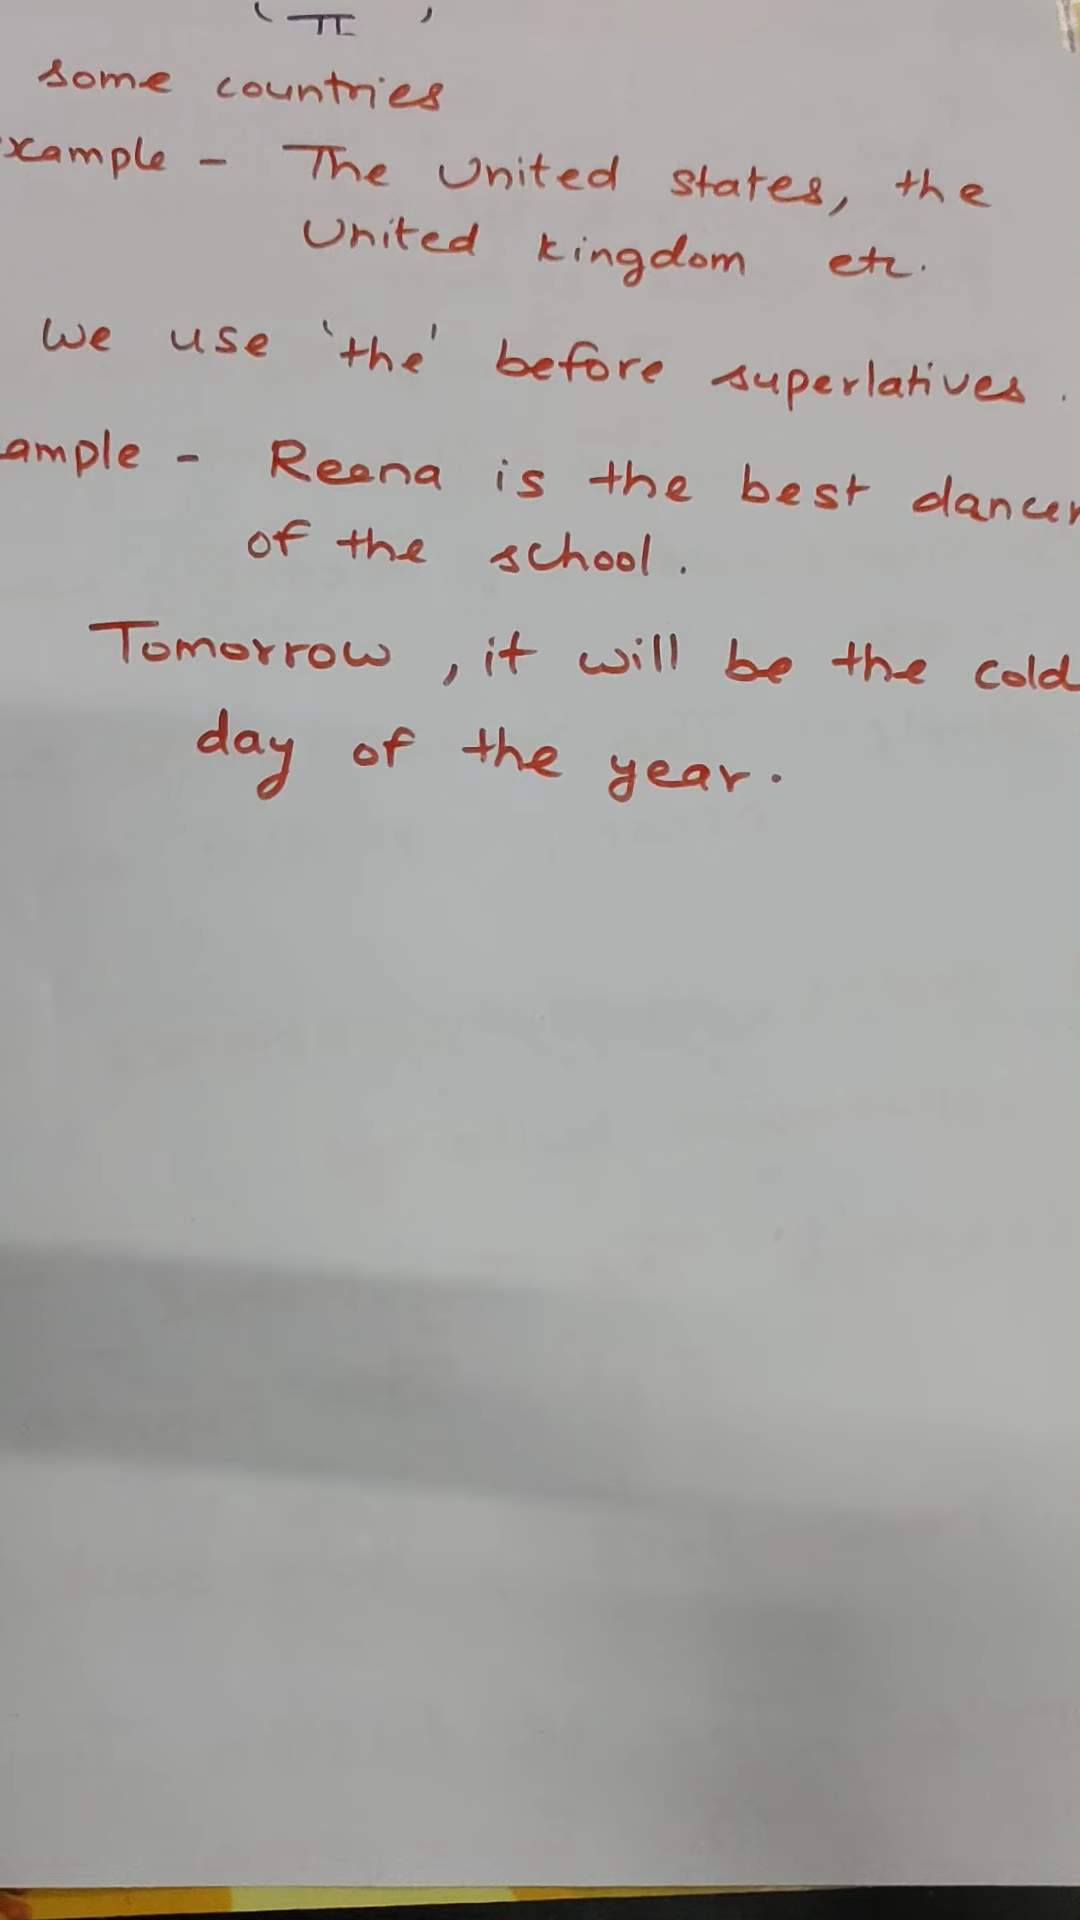 some countries
xample - The United states, the
United kingdom etc.
We use 'the' before superlatives.
ample - Reena is the best dancer
of the school.
Tomorrow, it will be the cold
day of the year.